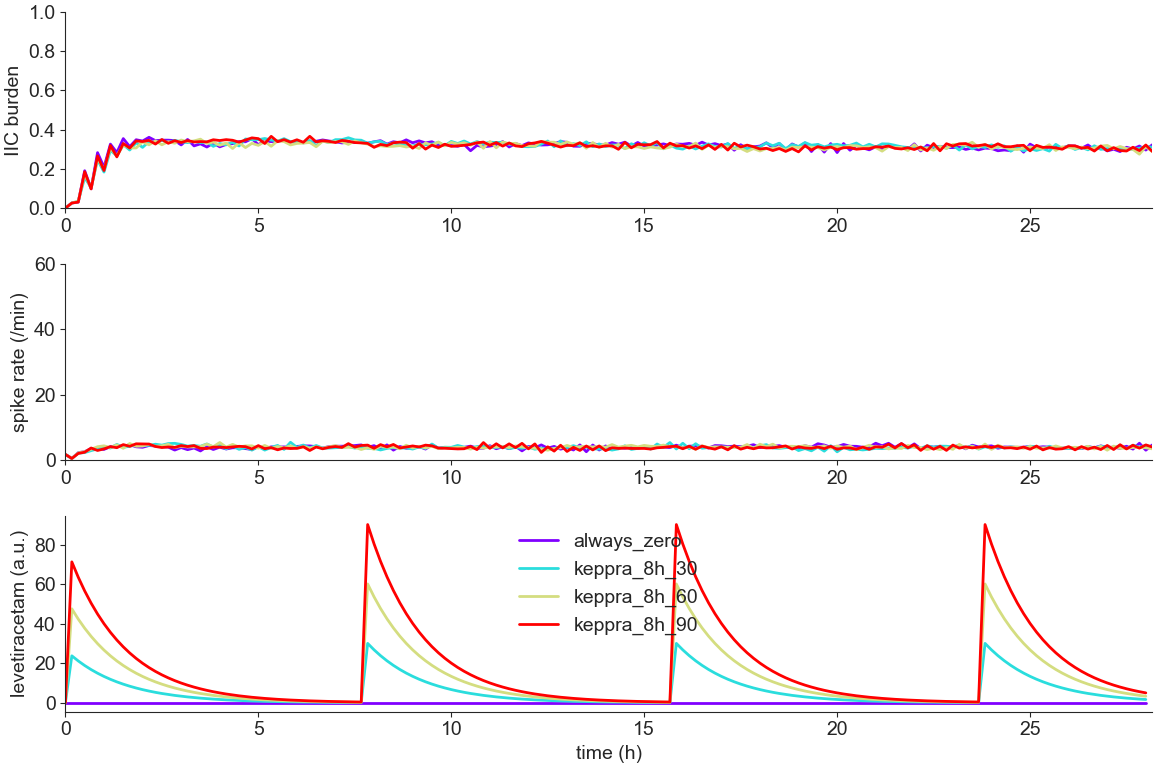 IIC burden
1.0
0.8
0.6
0.4
0.2
0.0
0 5 10 15 20 25
spike rate (/min)
60
40
20
0
0 5 10 15 20 25
levetiracetam (a.u.)
80
60
40
20
0
always_zero
keppra_8h_30
keppra_8h_60
keppra_8h_90
0 5 10 15 20 25
time (h)